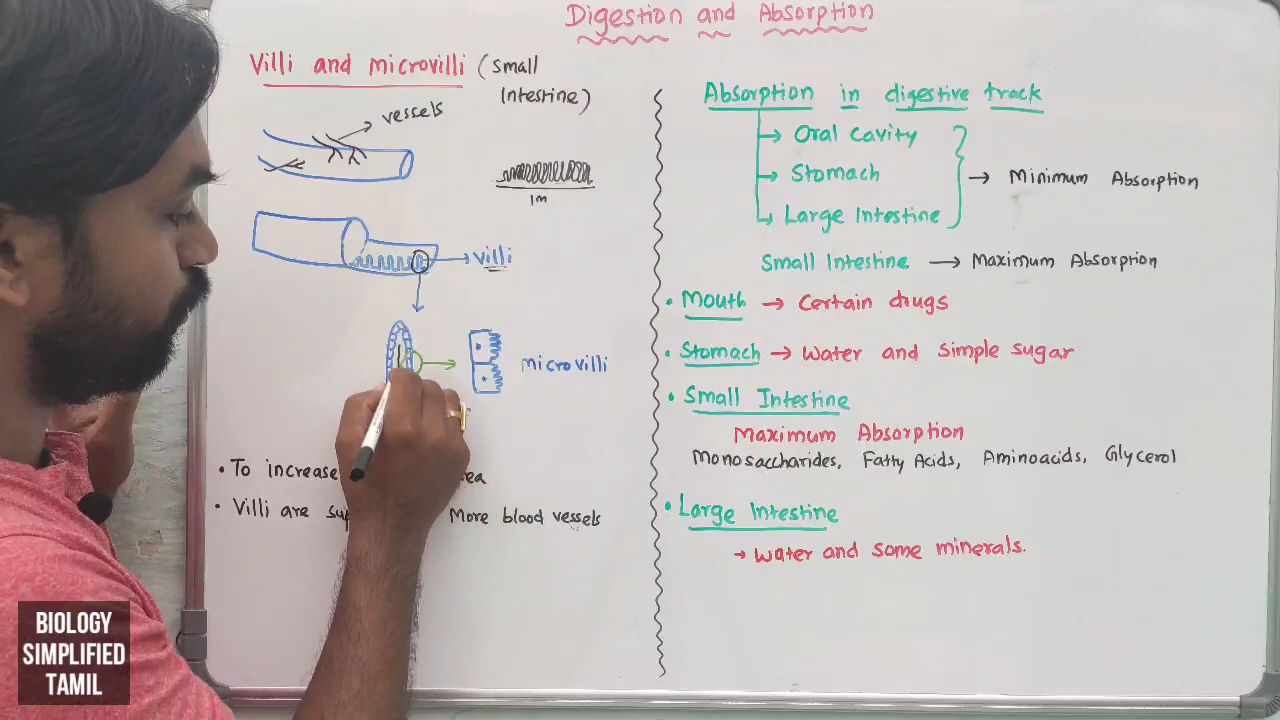 Digestion and Absorption
Villi and microvilli (small
Intestine)
vessels
1m
villi
microvilli
• To increase
• Villi are More blood vessels
Absorption in digestive track
→ Oral cavity
→ Stomach
→ Large Intestine
→ Minimum Absorption
Small Intestine → Maximum Absorption
• Mouth → Certain drugs
• Stomach → Water and simple sugar
• Small Intestine
Maximum Absorption
Monosaccharides, Fatty Acids, Aminoacids, Glycerol
• Large Intestine
→ Water and some minerals.
BIOLOGY
SIMPLIFIED
TAMIL